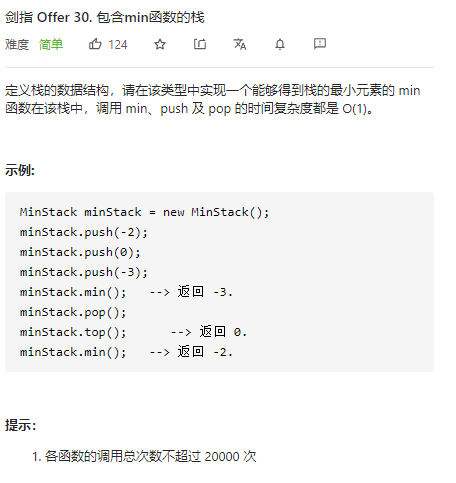 剑指 Offer 30. 包含min函数的栈
难度 简单 124
定义栈的数据结构，请在该类型中实现一个能够得到栈的最小元素的 min
函数在该栈中，调用 min、push 及 pop 的时间复杂度都是 O(1)。
示例:
MinStack minStack = new MinStack();
minStack.push(-2);
minStack.push(0);
minStack.push(-3);
minStack.min();   --> 返回 -3.
minStack.pop();
minStack.top();      --> 返回 0.
minStack.min();   --> 返回 -2.
提示：
1. 各函数的调用总次数不超过 20000 次